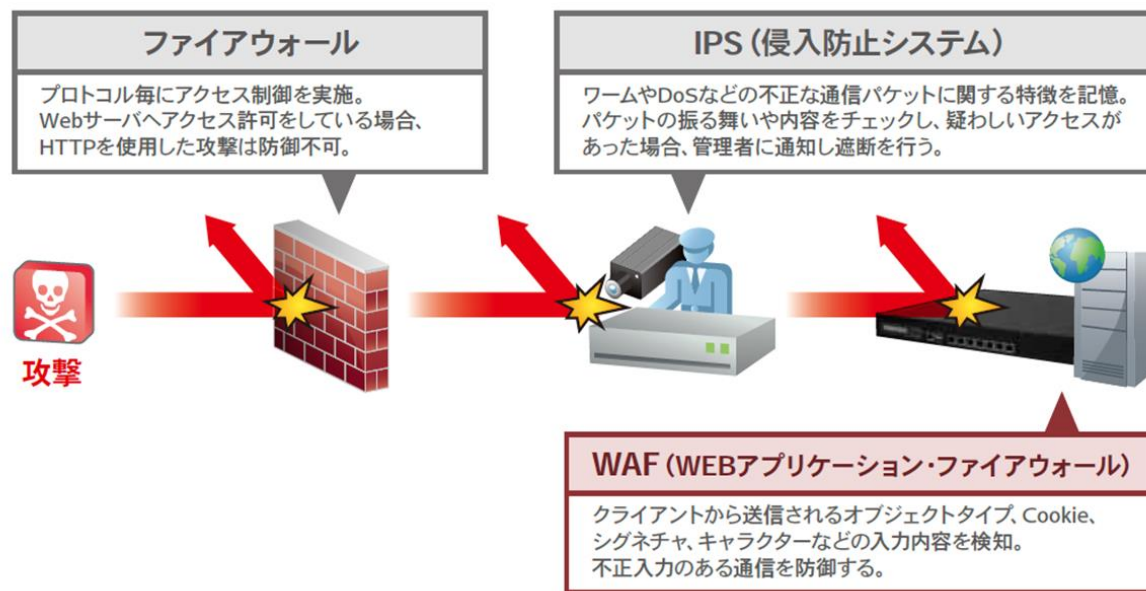 ファイアウォール
プロトコル毎にアクセス制御を実施。
Webサーバへアクセス許可をしている場合、
HTTPを使用した攻撃は防御不可。
IPS（侵入防止システム）
ワームやDoSなどの不正な通信パケットに関する特徴を記憶。
パケットの振る舞いや内容をチェックし、疑わしいアクセスが
あった場合、管理者に通知し遮断を行う。
攻撃
WAF（WEBアプリケーション・ファイアウォール）
クライアントから送信されるオブジェクトタイプ、Cookie、
シグネチャ、キャラクターなどの入力内容を検知。
不正入力のある通信を防御する。